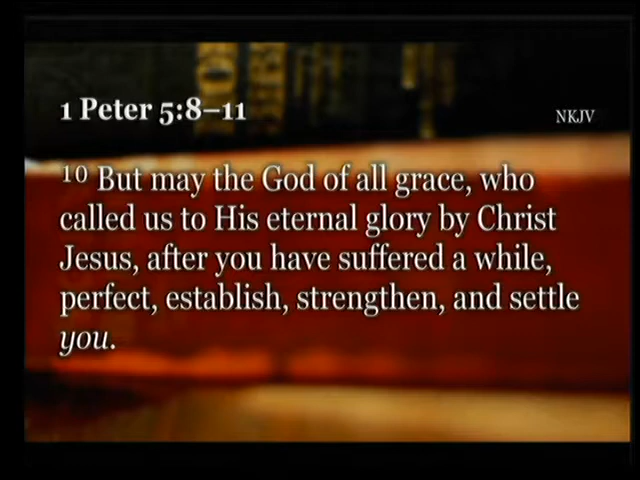 1 Peter 5:8–11
NKJV
10 But may the God of all grace, who
called us to His eternal glory by Christ
Jesus, after you have suffered a while,
perfect, establish, strengthen, and settle
you.